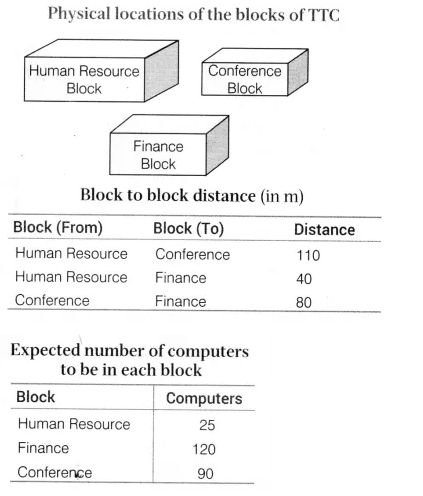 Physical locations of the blocks of TTC
Human Resource
Block
Conference
Block
Finance
Block
Block to block distance (in m)
Block (From) Block (To) Distance
Human Resource Conference 110
Human Resource Finance 40
Conference Finance 80
Expected number of computers
to be in each block
Block Computers
Human Resource 25
Finance 120
Conference 90